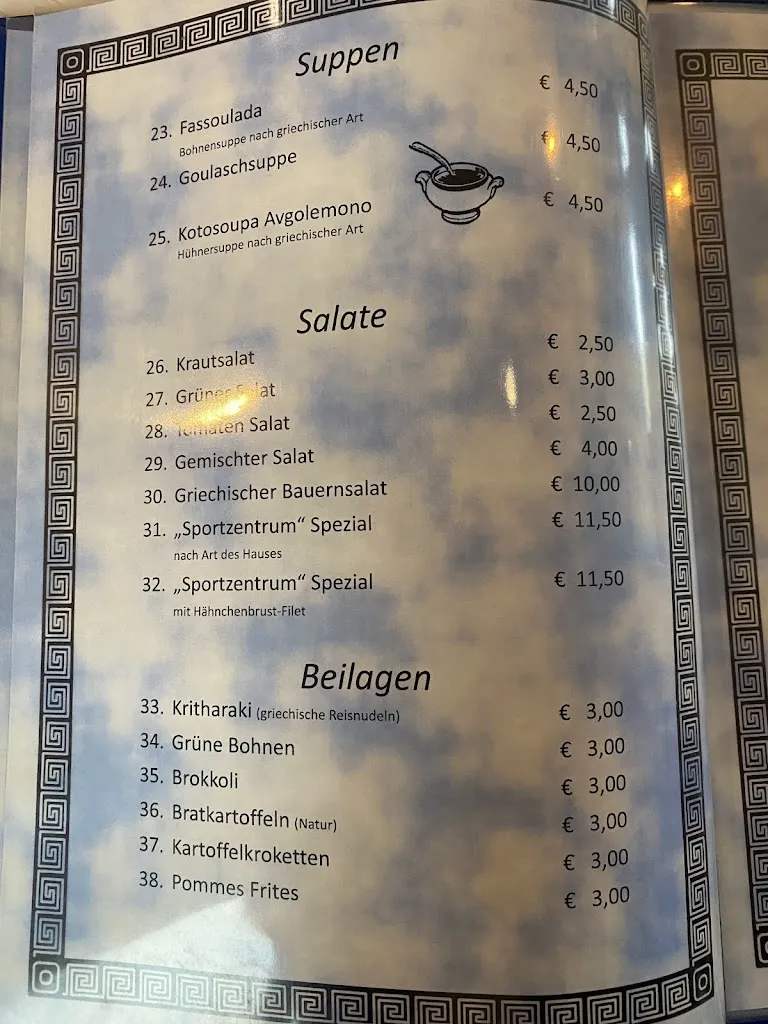 Suppen
23. Fassoulada € 4,50
Bohnensuppe nach griechischer Art
24. Goulaschsuppe € 4,50
25. Kotosoupa Avgolemono € 4,50
Hühnersuppe nach griechischer Art
Salate
26. Krautsalat € 2,50
27. Grüner Salat € 3,00
28. Tomaten Salat € 2,50
29. Gemischter Salat € 4,00
30. Griechischer Bauernsalat € 10,00
31. „Sportzentrum“ Spezial € 11,50
nach Art des Hauses
32. „Sportzentrum“ Spezial € 11,50
mit Hähnchenbrust-Filet
Beilagen
33. Kritharaki (griechische Reisnudeln) € 3,00
34. Grüne Bohnen € 3,00
35. Brokkoli € 3,00
36. Bratkartoffeln (Natur) € 3,00
37. Kartoffelkroketten € 3,00
38. Pommes Frites € 3,00